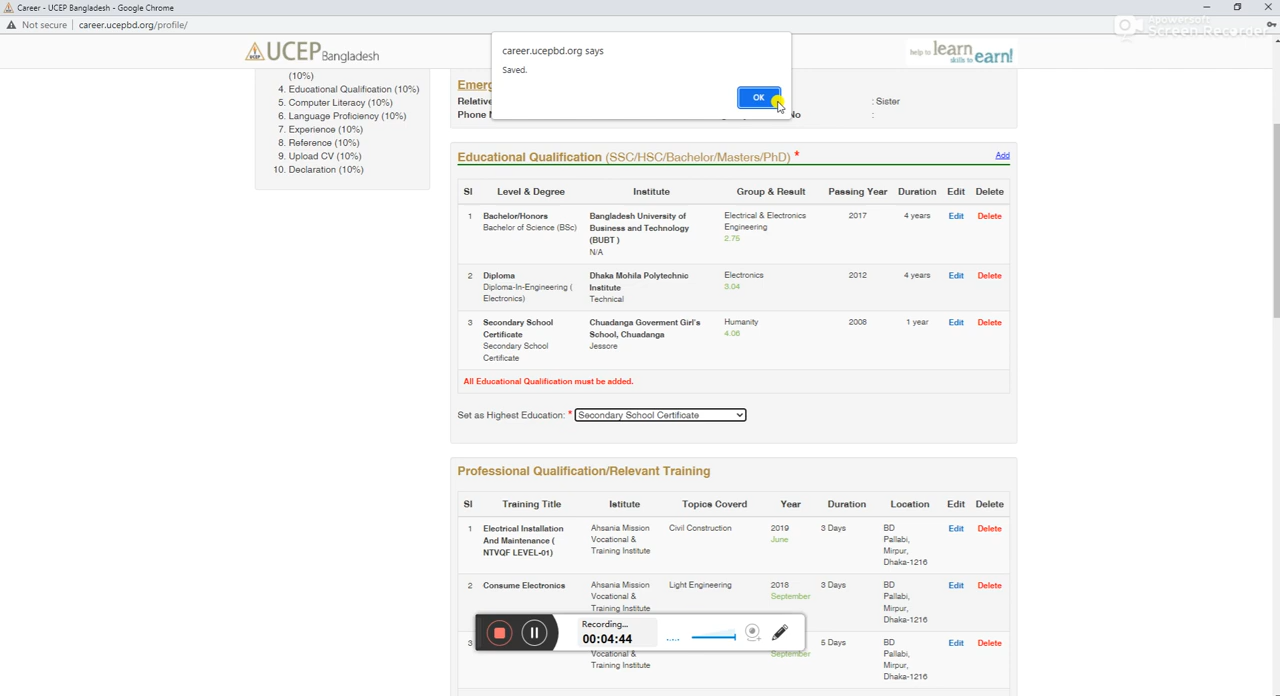 Career - UCEP Bangladesh - Google Chrome
Not secure | career.ucepbd.org/profile/
Apowersoft
Screen Recorder
UCEP Bangladesh
help to learn
skills to earn!
career.ucepbd.org says
Saved.
OK
(10%)
4. Educational Qualification (10%)
5. Computer Literacy (10%)
6. Language Proficiency (10%)
7. Experience (10%)
8. Reference (10%)
9. Upload CV (10%)
10. Declaration (10%)
Emerg
Relative : Sister
Phone N No :
Educational Qualification (SSC/HSC/Bachelor/Masters/PhD) * Add
Sl Level & Degree Institute Group & Result Passing Year Duration Edit Delete
1 Bachelor/Honors Bangladesh University of Electrical & Electronics 2017 4 years Edit Delete
Bachelor of Science (BSc) Business and Technology Engineering
(BUBT ) 2.75
N/A
2 Diploma Dhaka Mohila Polytechnic Electronics 2012 4 years Edit Delete
Diploma-In-Engineering ( Institute 3.04
Electronics) Technical
3 Secondary School Chuadanga Goverment Girl's Humanity 2008 1 year Edit Delete
Certificate School, Chuadanga 4.06
Secondary School Jessore
Certificate
All Educational Qualification must be added.
Set as Highest Education: * Secondary School Certificate
Professional Qualification/Relevant Training
Sl Training Title Istitute Topics Coverd Year Duration Location Edit Delete
1 Electrical Installation Ahsania Mission Civil Construction 2019 3 Days BD Edit Delete
And Maintenance ( Vocational & June Pallabi,
NTVQF LEVEL-01) Training Institute Mirpur,
Dhaka-1216
2 Consume Electronics Ahsania Mission Light Engineering 2018 3 Days BD Edit Delete
Vocational & September Pallabi,
Training Institute Mirpur,
Dhaka-1216
Recording...
00:04:44
3 5 Days BD Edit Delete
Vocational & September Pallabi,
Training Institute Mirpur,
Dhaka-1216